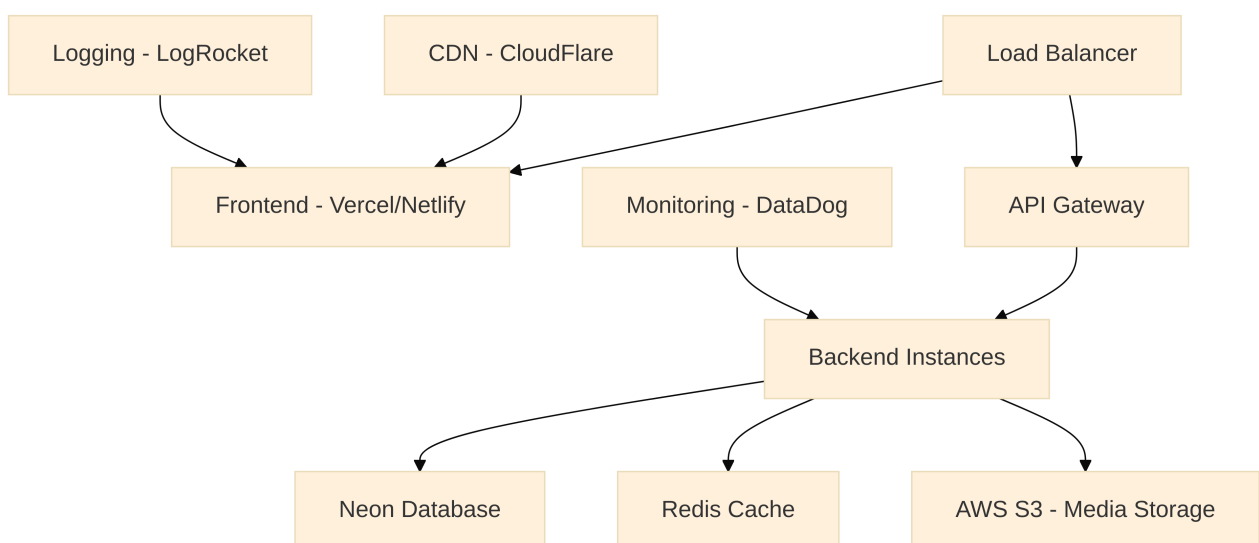 Logging - LogRocket
CDN - CloudFlare
Load Balancer
Frontend - Vercel/Netlify
Monitoring - DataDog
API Gateway
Backend Instances
Neon Database
Redis Cache
AWS S3 - Media Storage